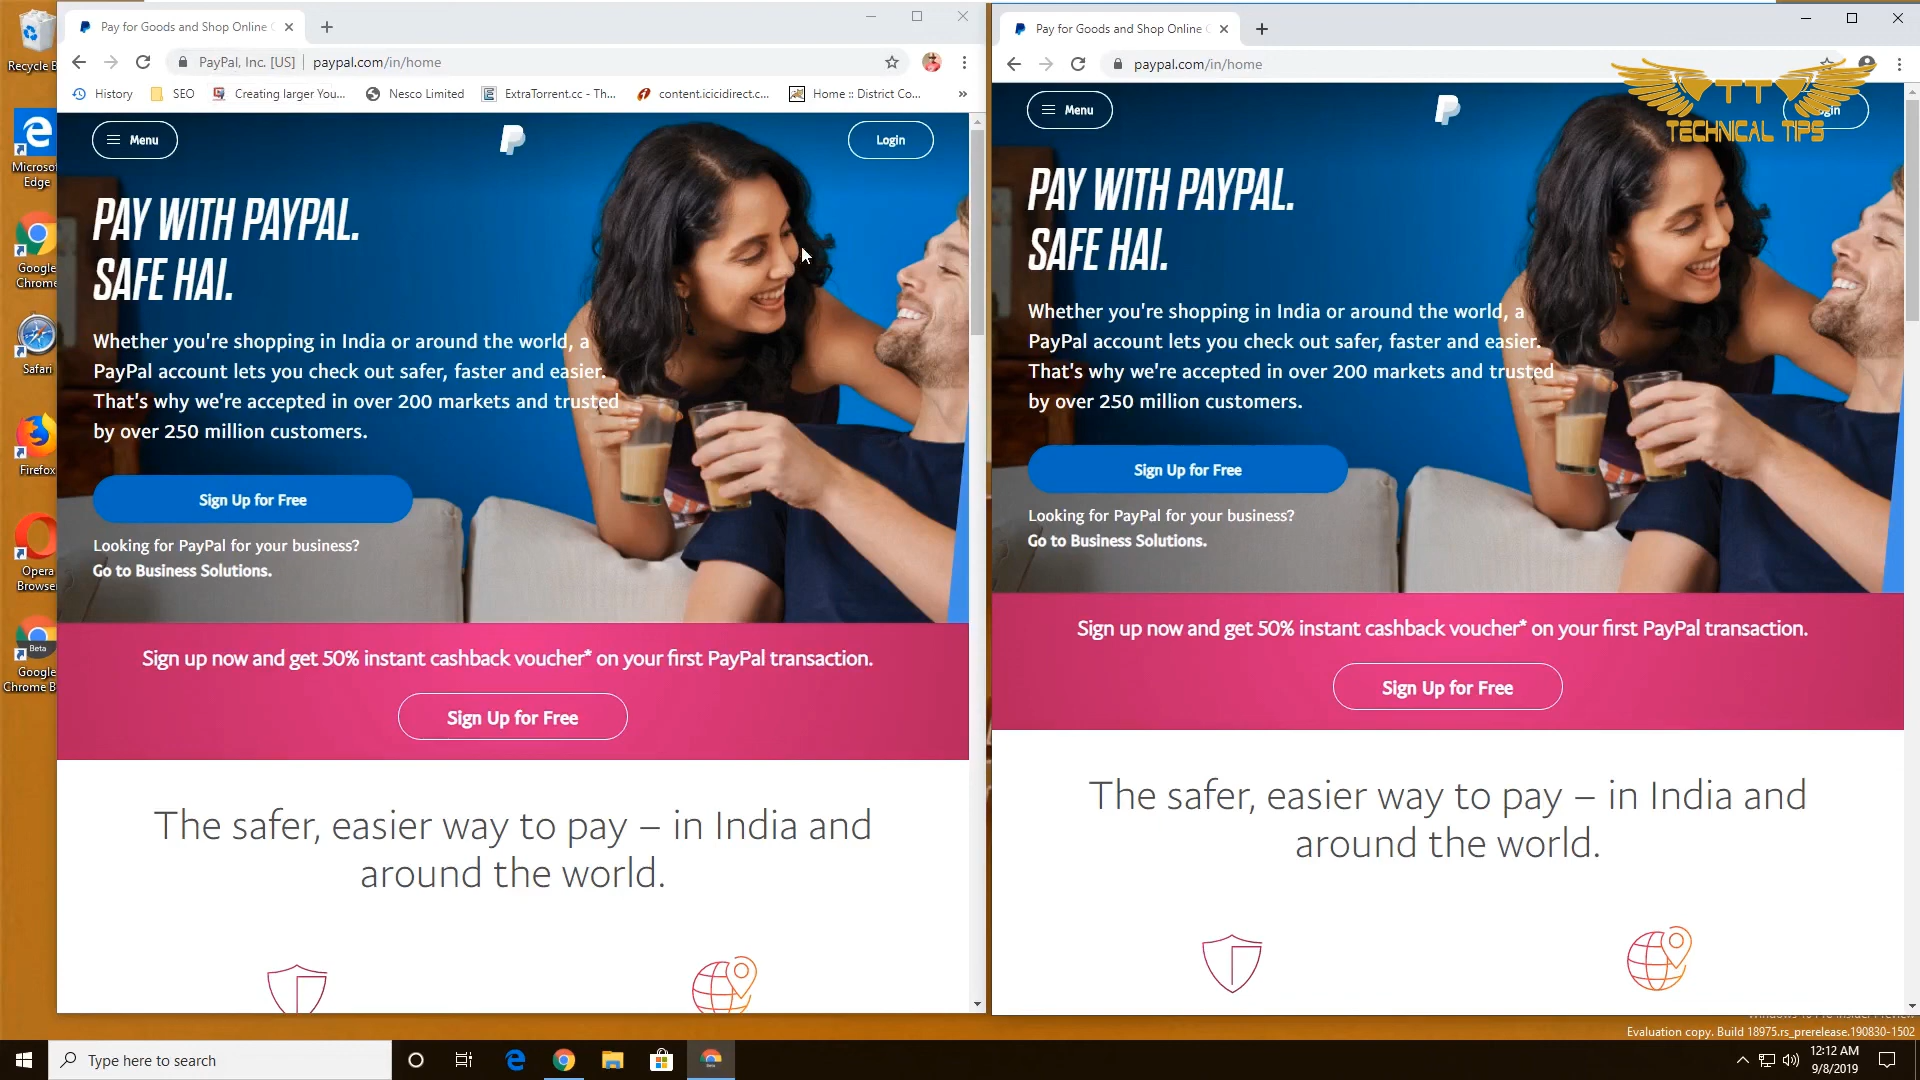 Recycle B
Microsof
Edge
Google
Chrome
Safari
Firefox
Opera
Browse
Beta
Google
Chrome B
Pay for Goods and Shop Online
PayPal, Inc. [US] | paypal.com/in/home
History
SEO
Creating larger You...
Nesco Limited
ExtraTorrent.cc - Th...
content.icicidirect.c...
Home :: District Co...
»
Menu
Login
PAY WITH PAYPAL.
SAFE HAI.
Whether you're shopping in India or around the world, a
PayPal account lets you check out safer, faster and easier.
That's why we're accepted in over 200 markets and trusted
by over 250 million customers.
Sign Up for Free
Looking for PayPal for your business?
Go to Business Solutions.
Sign up now and get 50% instant cashback voucher* on your first PayPal transaction.
Sign Up for Free
The safer, easier way to pay – in India and
around the world.
Pay for Goods and Shop Online
paypal.com/in/home
TT
TECHNICAL TIPS
Menu
PAY WITH PAYPAL.
SAFE HAI.
Whether you're shopping in India or around the world, a
PayPal account lets you check out safer, faster and easier.
That's why we're accepted in over 200 markets and trusted
by over 250 million customers.
Sign Up for Free
Looking for PayPal for your business?
Go to Business Solutions.
Sign up now and get 50% instant cashback voucher* on your first PayPal transaction.
Sign Up for Free
The safer, easier way to pay – in India and
around the world.
Evaluation copy. Build 18975.rs_prerelease.190830-1502
Type here to search
12:12 AM
9/8/2019